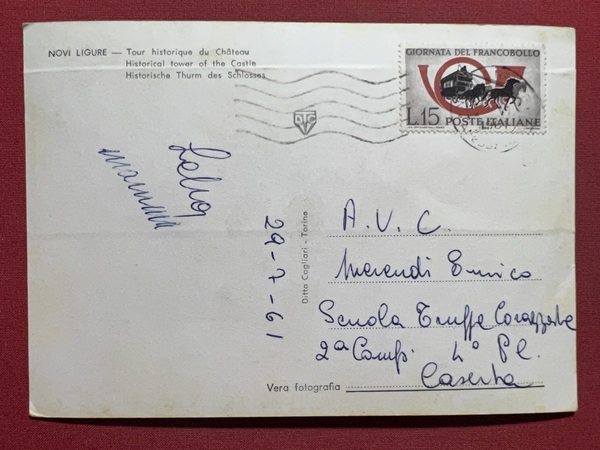 NOVI LIGURE — Tour historique du Château
Historical tower of the Castle
Historische Thurm des Schlosses
GIORNATA DEL FRANCOBOLLO
L.15 POSTE ITALIANE
mamma
29-7-61
Ditta Cagliari - Torino
A.V.C.
Merendi Enrico
Scuola Truppe Corazzate
2a Comp. 4° Pl.
Caserta
Vera fotografia